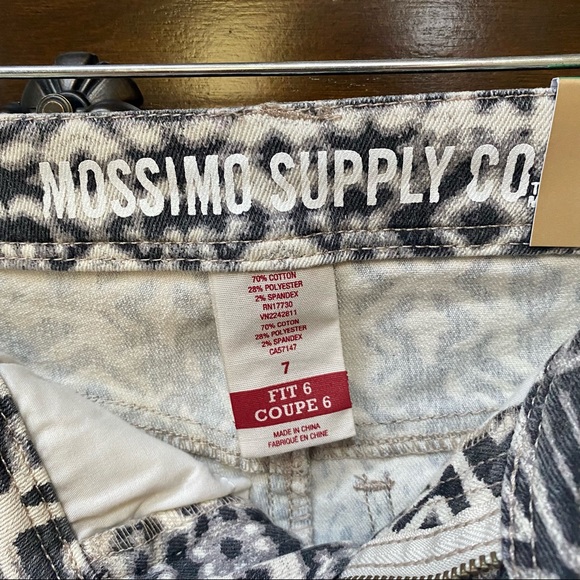 MOSSIMO SUPPLY CO.
70% COTTON
28% POLYESTER
2% SPANDEX
RN17730
VN2242811
70% COTON
28% POLYESTER
2% SPANDEX
CA57147
7
FIT 6
COUPE 6
MADE IN CHINA
FABRIQUÉ EN CHINE